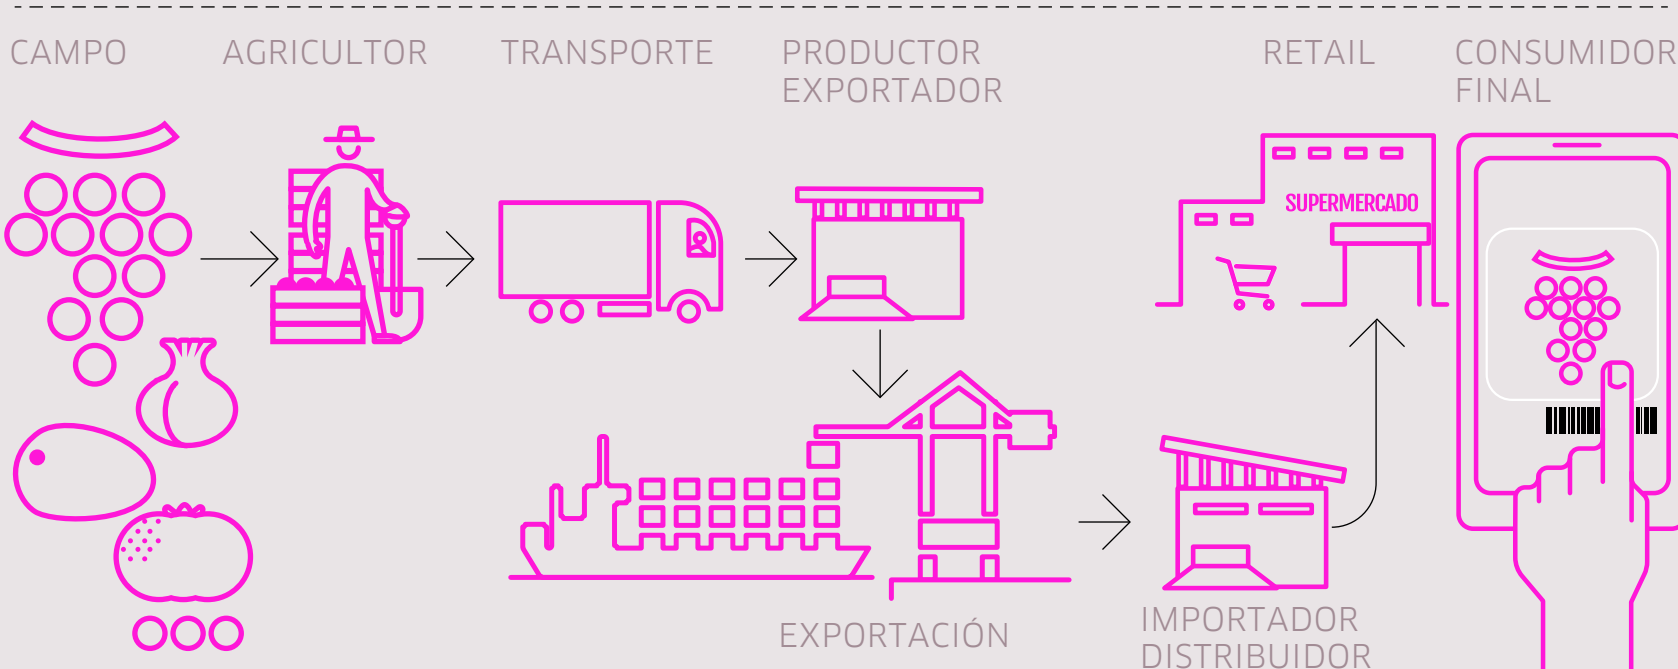 CAMPO
AGRICULTOR
TRANSPORTE
PRODUCTOR
EXPORTADOR
RETAIL
CONSUMIDOR
FINAL
SUPERMERCADO
EXPORTACIÓN
IMPORTADOR
DISTRIBUIDOR